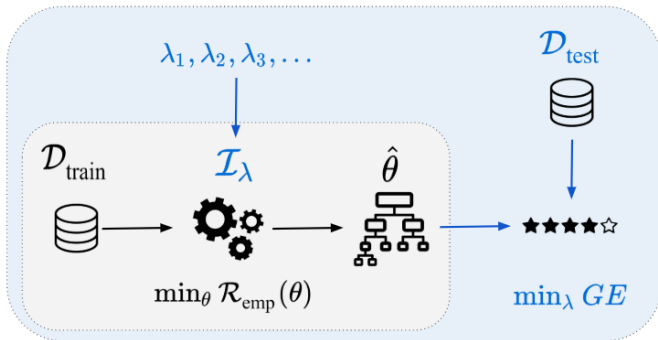 λ₁, λ₂, λ₃, …
𝒟_test
𝒟_train
ℐ_λ
θ̂
min_θ ℛ_emp(θ)
min_λ GE